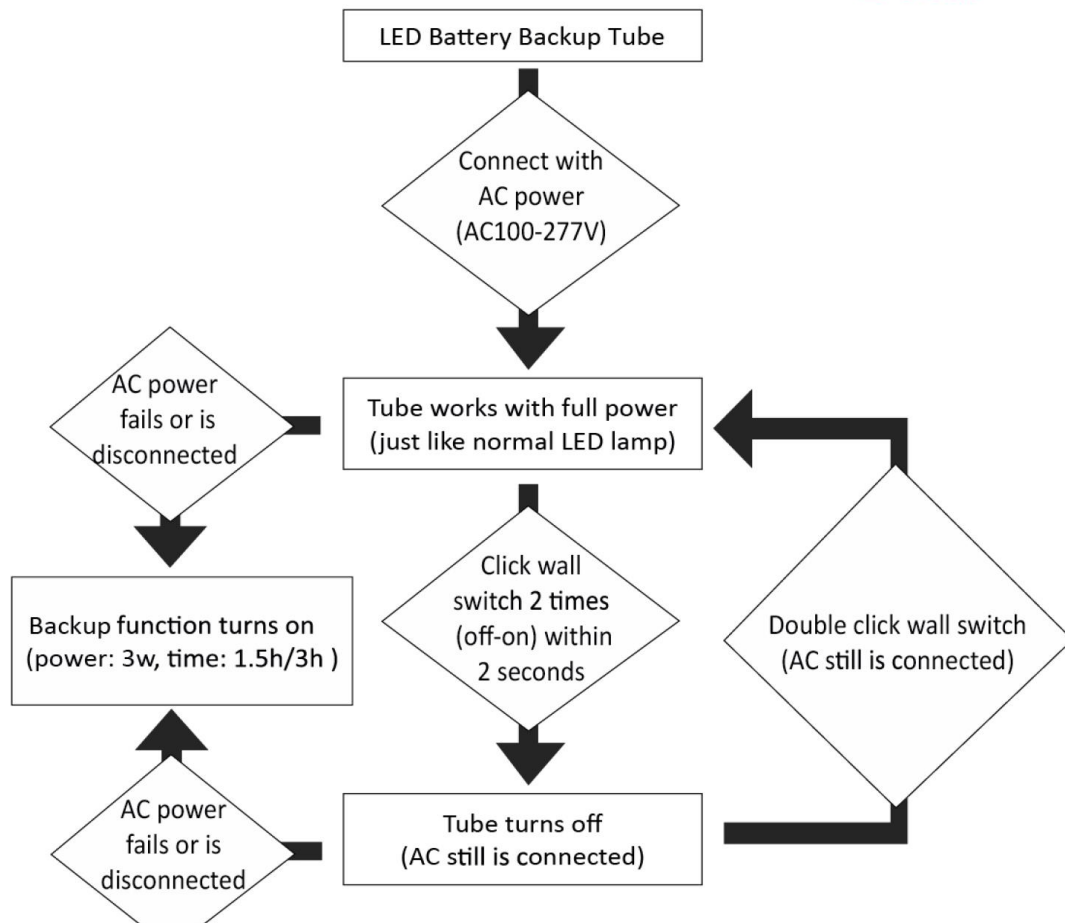 LED Battery Backup Tube
Connect with
AC power
(AC100-277V)
AC power
fails or is
disconnected
Tube works with full power
(just like normal LED lamp)
Backup function turns on
(power: 3w, time: 1.5h/3h )
Click wall
switch 2 times
(off-on) within
2 seconds
Double click wall switch
(AC still is connected)
AC power
fails or is
disconnected
Tube turns off
(AC still is connected)